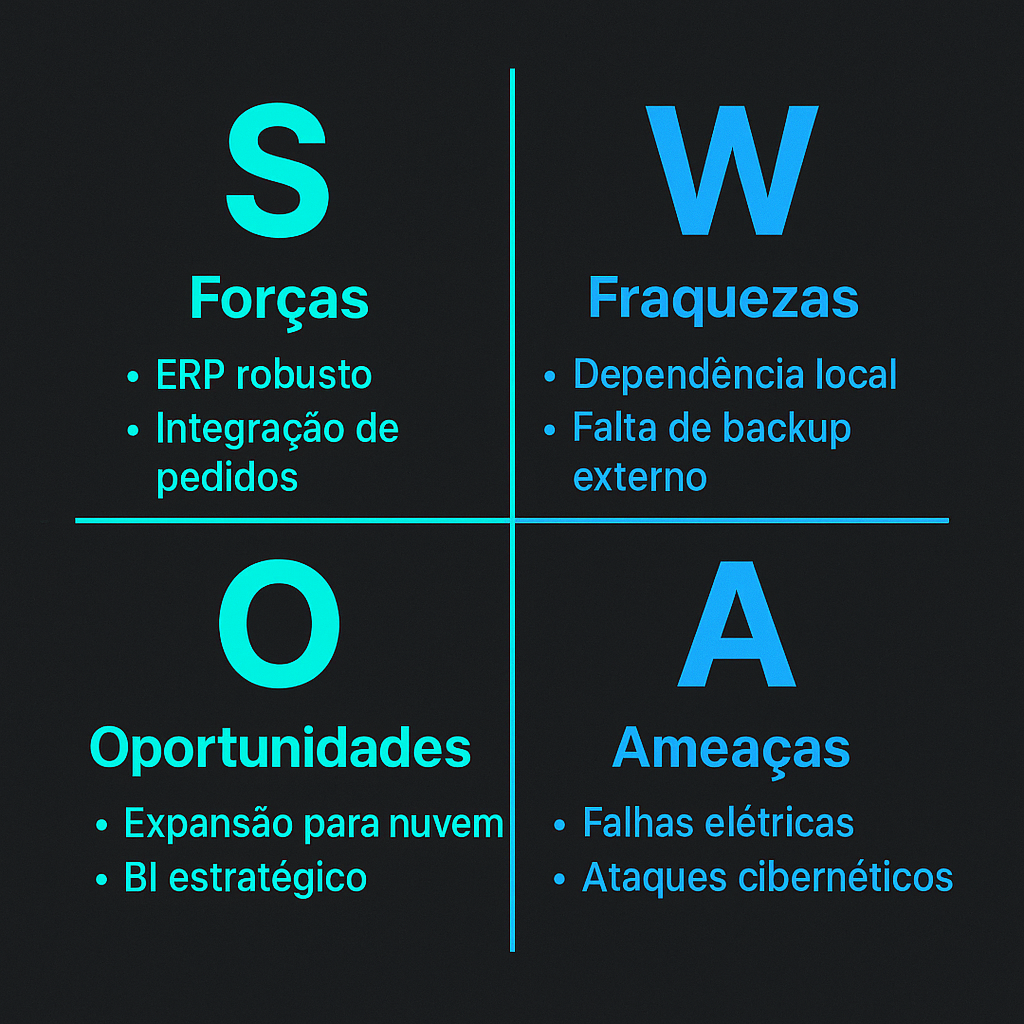 S
Forças
• ERP robusto
• Integração de
pedidos
W
Fraquezas
• Dependência local
• Falta de backup
externo
O
Oportunidades
• Expansão para nuvem
• BI estratégico
A
Ameaças
• Falhas elétricas
• Ataques cibernéticos